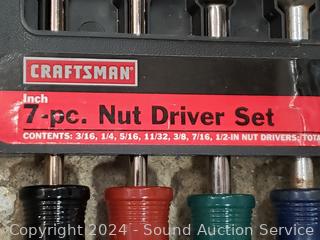 CRAFTSMAN
Inch
7-pc. Nut Driver Set
CONTENTS: 3/16, 1/4, 5/16, 11/32, 3/8, 7/16, 1/2-IN NUT DRIVERS; TOTA
Copyright 2024 - Sound Auction Service